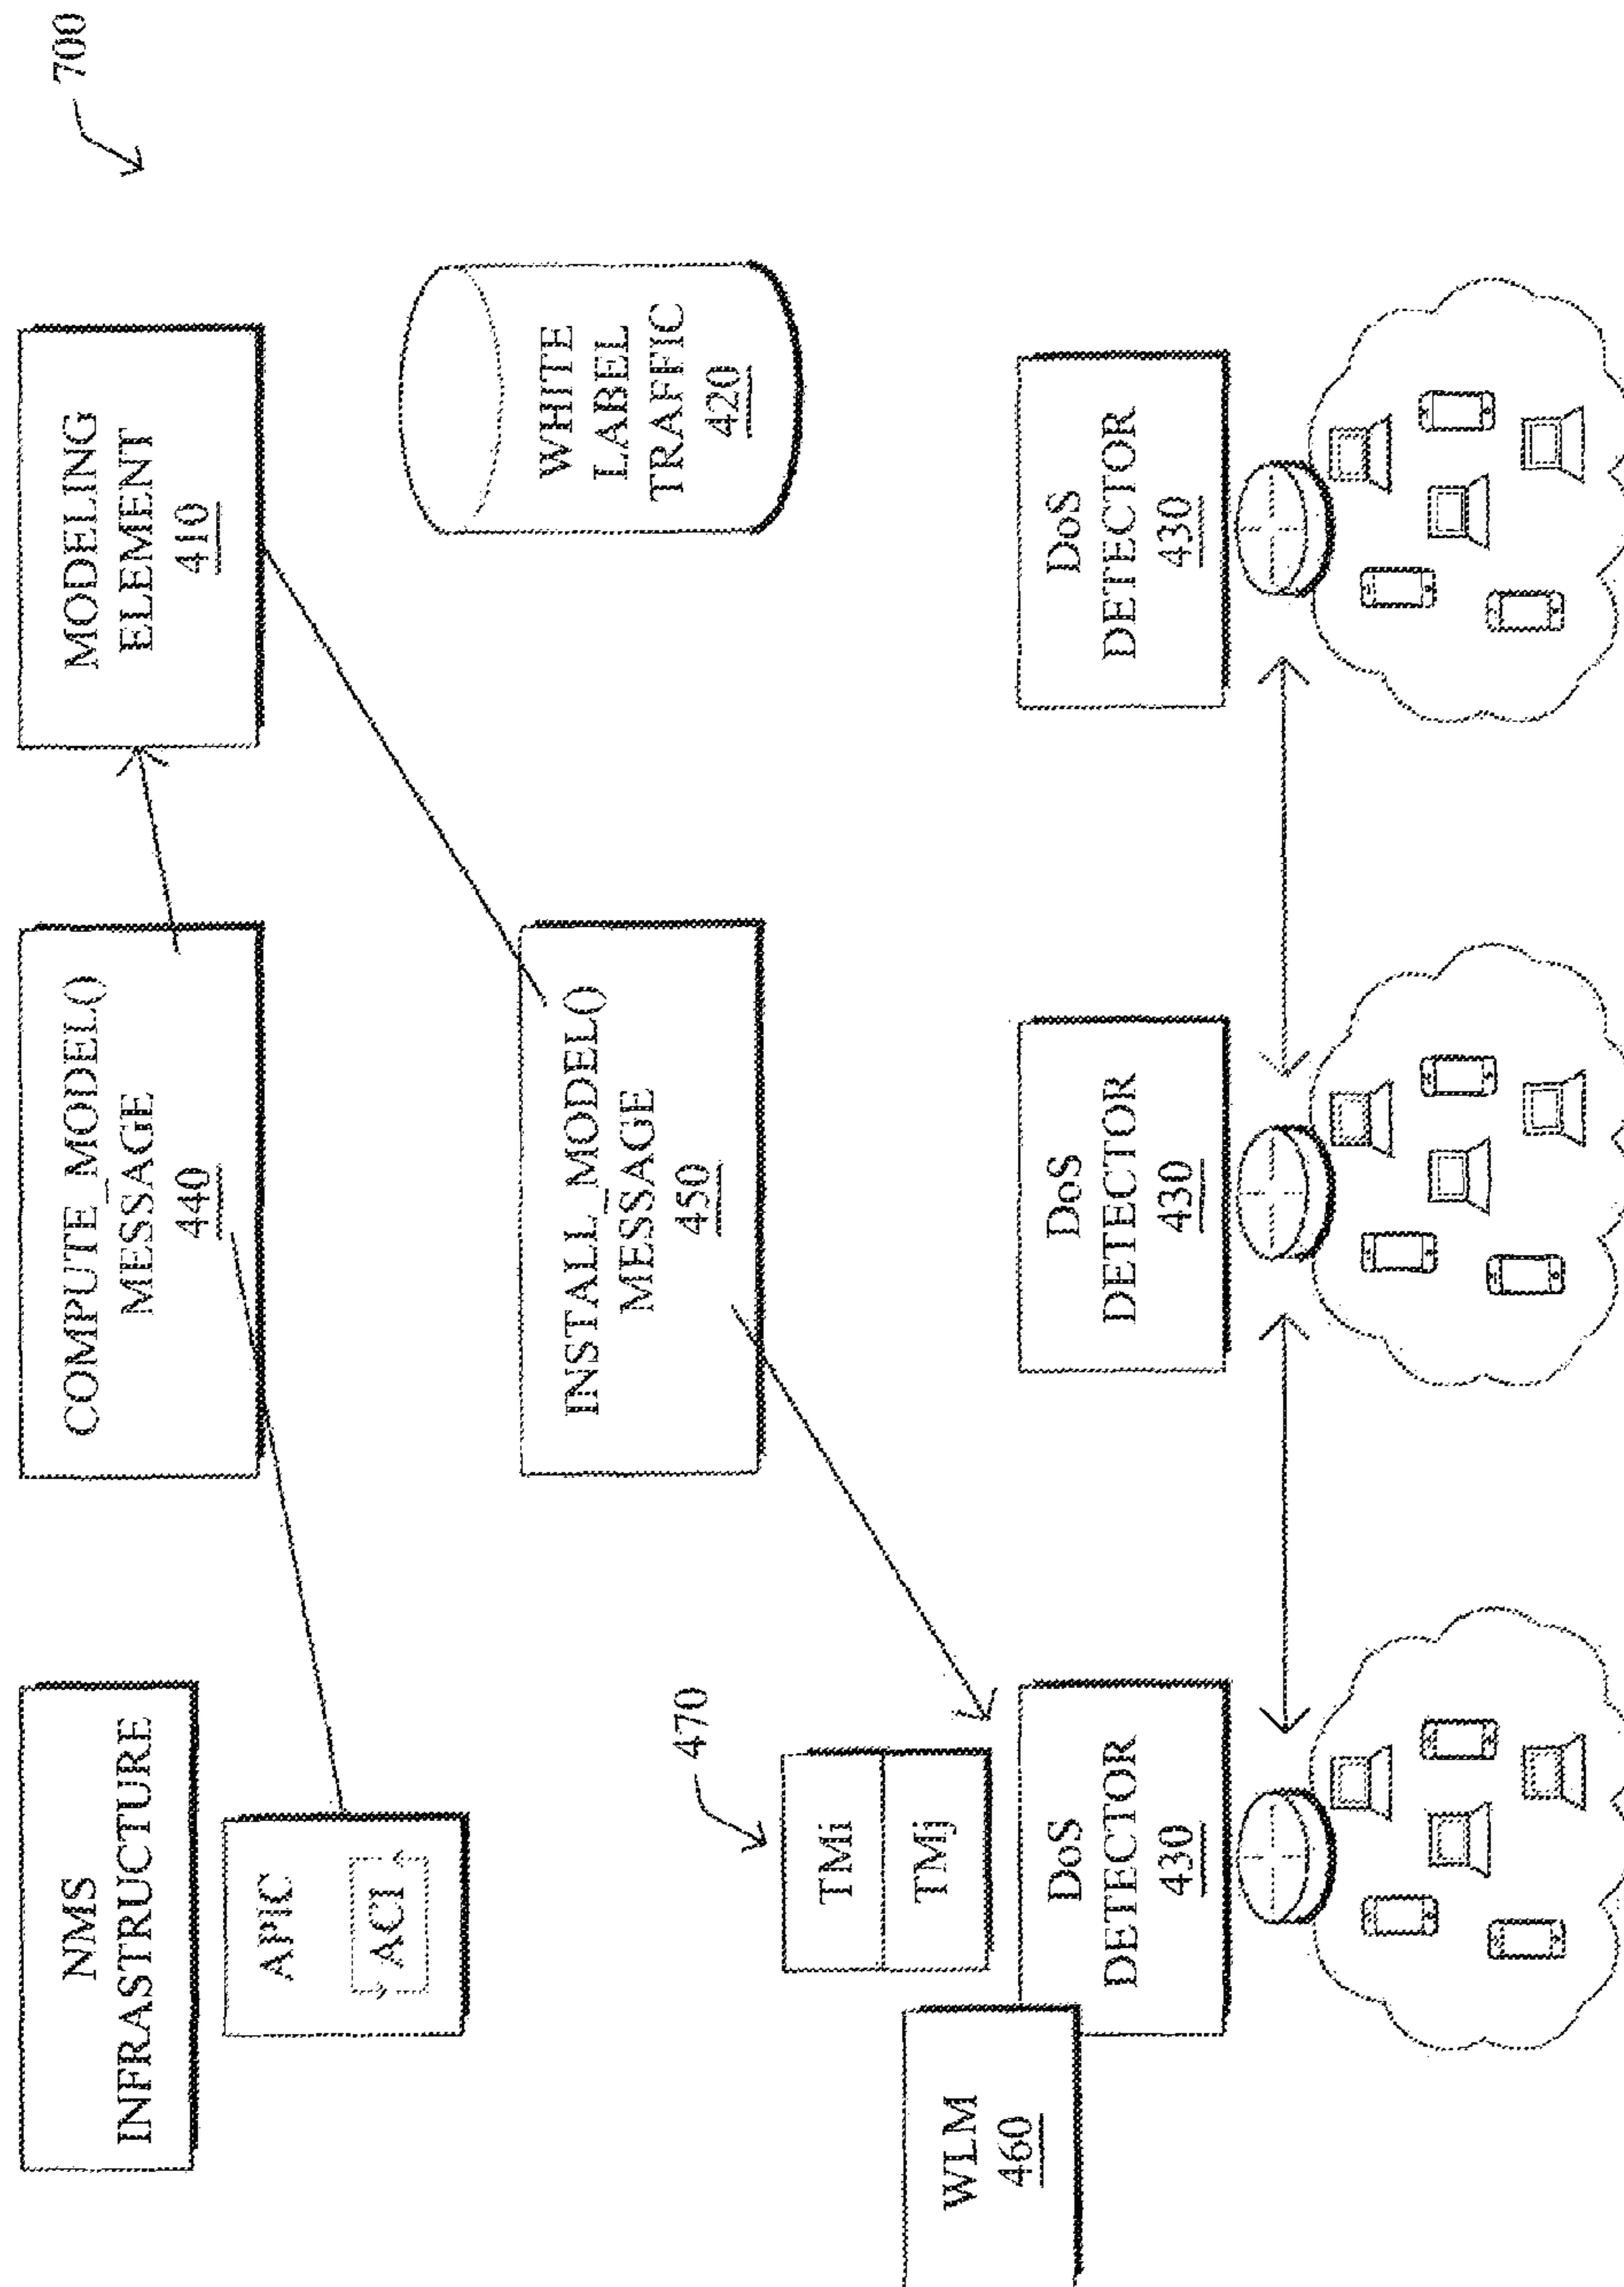 700
NMS
INFRASTRUCTURE
APIC
ACI
COMPUTE_MODEL()
MESSAGE
440
MODELING
ELEMENT
410
INSTALL_MODEL()
MESSAGE
450
WHITE
LABEL
TRAFFIC
420
470
TMi
TMj
WLM
460
DoS
DETECTOR
430
DoS
DETECTOR
430
DoS
DETECTOR
430